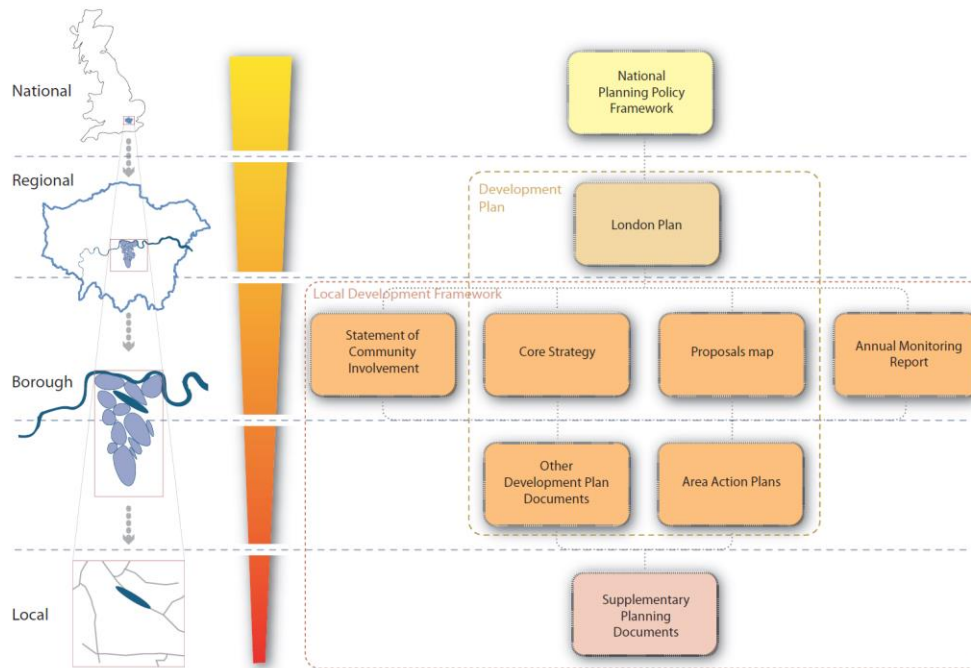 National
National
Planning Policy
Framework
Regional
Development
Plan
London Plan
Local Development Framework
Statement of
Community
Involvement
Core Strategy
Proposals map
Annual Monitoring
Report
Borough
Other
Development Plan
Documents
Area Action Plans
Local
Supplementary
Planning
Documents